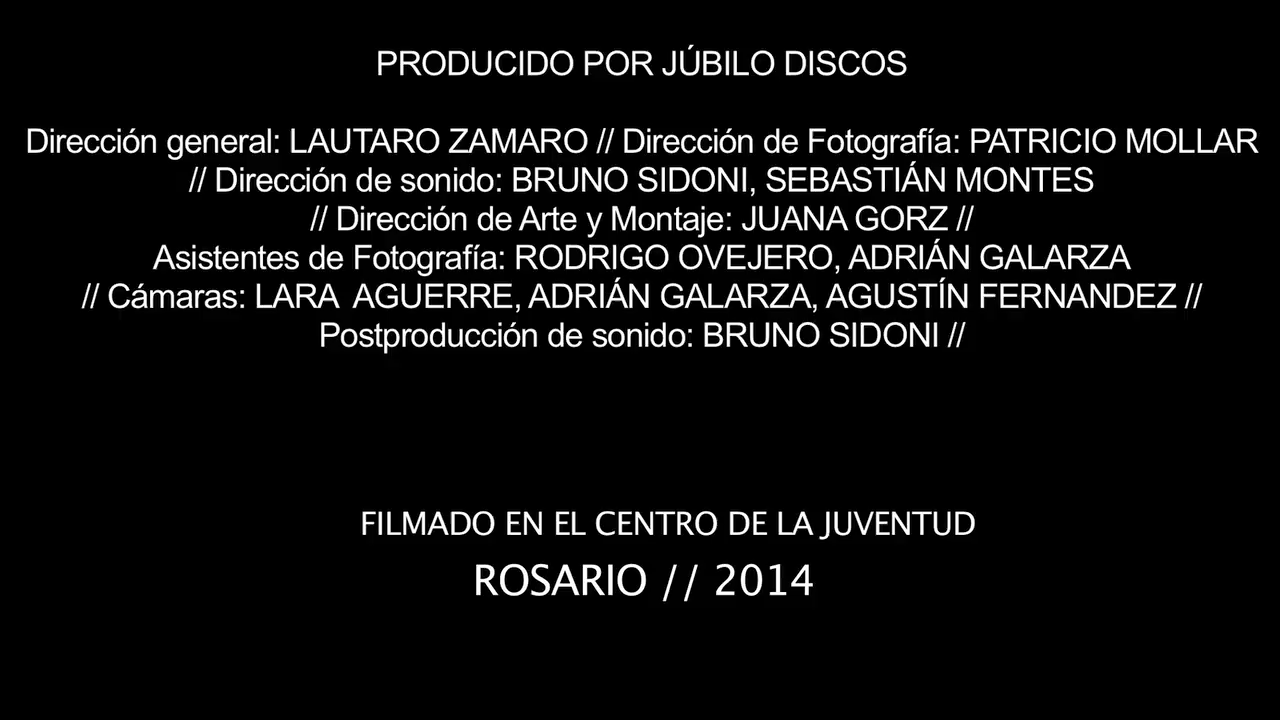 PRODUCIDO POR JÚBILO DISCOS
Dirección general: LAUTARO ZAMARO // Dirección de Fotografía: PATRICIO MOLLAR
// Dirección de sonido: BRUNO SIDONI, SEBASTIÁN MONTES
// Dirección de Arte y Montaje: JUANA GORZ //
Asistentes de Fotografía: RODRIGO OVEJERO, ADRIÁN GALARZA
// Cámaras: LARA AGUERRE, ADRIÁN GALARZA, AGUSTÍN FERNANDEZ //
Postproducción de sonido: BRUNO SIDONI //
FILMADO EN EL CENTRO DE LA JUVENTUD
ROSARIO // 2014